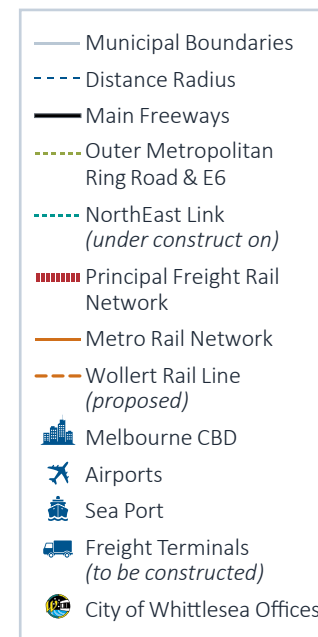 Municipal Boundaries
Distance Radius
Main Freeways
Outer Metropolitan
Ring Road & E6
NorthEast Link
(under construct on)
Principal Freight Rail
Network
Metro Rail Network
Wollert Rail Line
(proposed)
Melbourne CBD
Airports
Sea Port
Freight Terminals
(to be constructed)
City of Whittlesea Offices